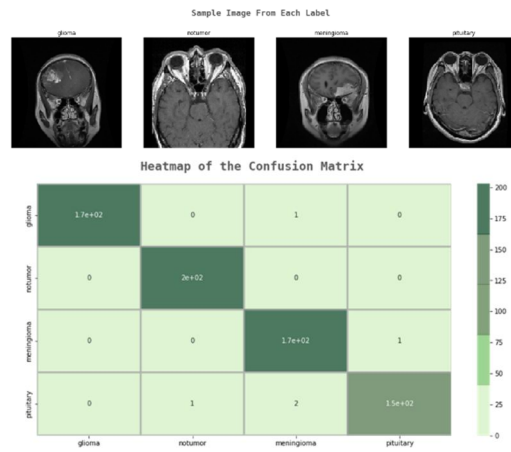 Sample Image From Each Label
glioma notumor meningioma pituitary
Heatmap of the Confusion Matrix
200
glioma 1.7e+02 0 1 0
175
150
notumor 0 2e+02 0 0
125
100
meningioma 0 0 1.7e+02 1
75
50
pituitary 0 1 2 1.5e+02
25
0
glioma notumor meningioma pituitary